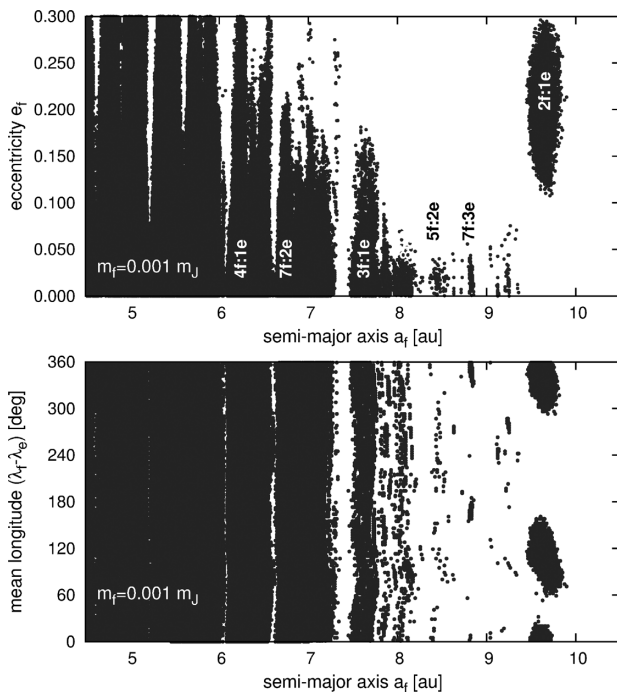 0.300
0.250
0.200
0.150
0.100
0.050
0.000
eccentricity e_f
2f:1e
5f:2e
7f:3e
4f:1e
7f:2e
3f:1e
m_f=0.001 m_J
5 6 7 8 9 10
semi-major axis a_f [au]
360
300
240
180
120
60
0
mean longitude (λ_f-λ_e) [deg]
m_f=0.001 m_J
5 6 7 8 9 10
semi-major axis a_f [au]